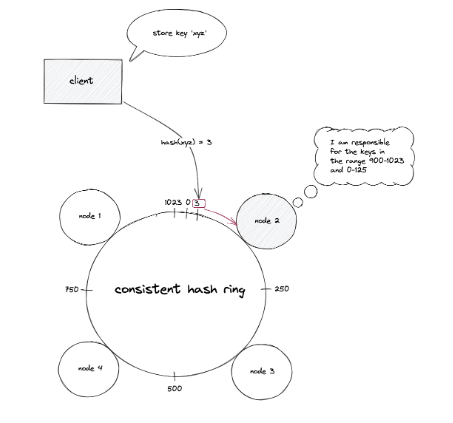 store key 'xyz'
client
hash(xyz) = 3
I am responsible
for the keys in
the range 900-1023
and 0-125
1023 0 3
node 1
node 2
consistent hash ring
750
250
node 4
node 3
500